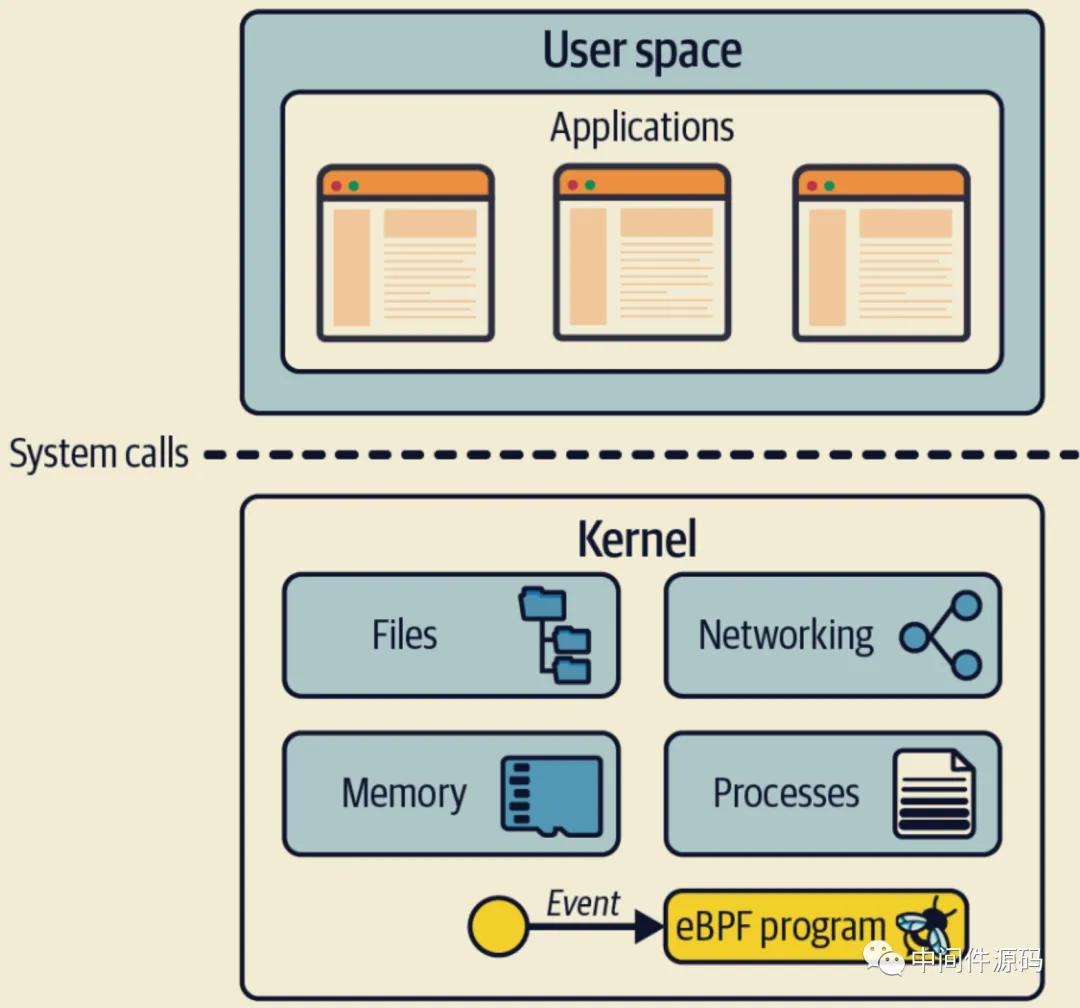 User space
Applications
System calls
Kernel
Files
Networking
Memory
Processes
Event
eBPF program
中间件源码